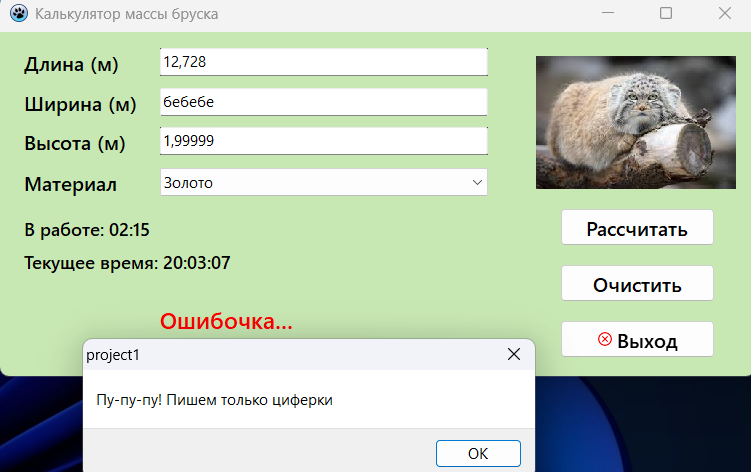 Калькулятор массы бруска
Длина (м)
12,728
Ширина (м)
бебебе
Высота (м)
1,99999
Материал
Золото
В работе: 02:15
Текущее время: 20:03:07
Рассчитать
Очистить
Выход
Ошибочка...
project1
Пу-пу-пу! Пишем только циферки
OK